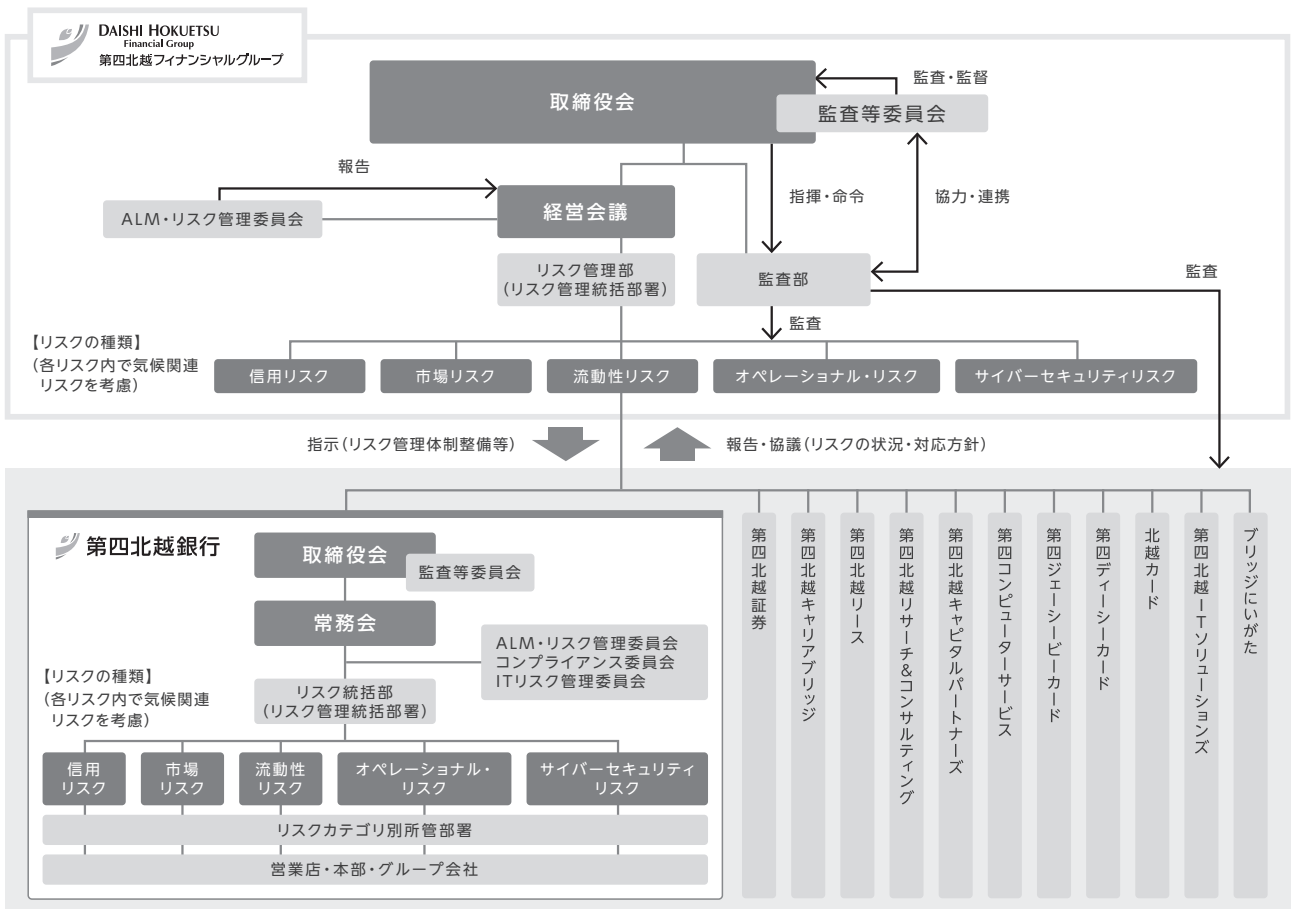 DAISHI HOKUETSU
Financial Group
第四北越フィナンシャルグループ
取締役会
監査・監督
監査等委員会
報告
ALM・リスク管理委員会
経営会議
指揮・命令
協力・連携
リスク管理部
(リスク管理統括部署)
監査部
監査
監査
【リスクの種類】
(各リスク内で気候関連
リスクを考慮)
信用リスク
市場リスク
流動性リスク
オペレーショナル・リスク
サイバーセキュリティリスク
指示(リスク管理体制整備等)
報告・協議(リスクの状況・対応方針)
第四北越銀行
取締役会
監査等委員会
常務会
ALM・リスク管理委員会
コンプライアンス委員会
ITリスク管理委員会
【リスクの種類】
(各リスク内で気候関連
リスクを考慮)
リスク統括部
(リスク管理統括部署)
信用
リスク
市場
リスク
流動性
リスク
オペレーショナル・
リスク
サイバーセキュリティ
リスク
リスクカテゴリ別所管部署
営業店・本部・グループ会社
第四北越証券
第四北越キャリアブリッジ
第四北越リース
第四北越リサーチ&コンサルティング
第四北越キャピタルパートナーズ
第四コンピューターサービス
第四ジェーシービーカード
第四ディーシーカード
北越カード
第四北越ITソリューションズ
ブリッジにいがた